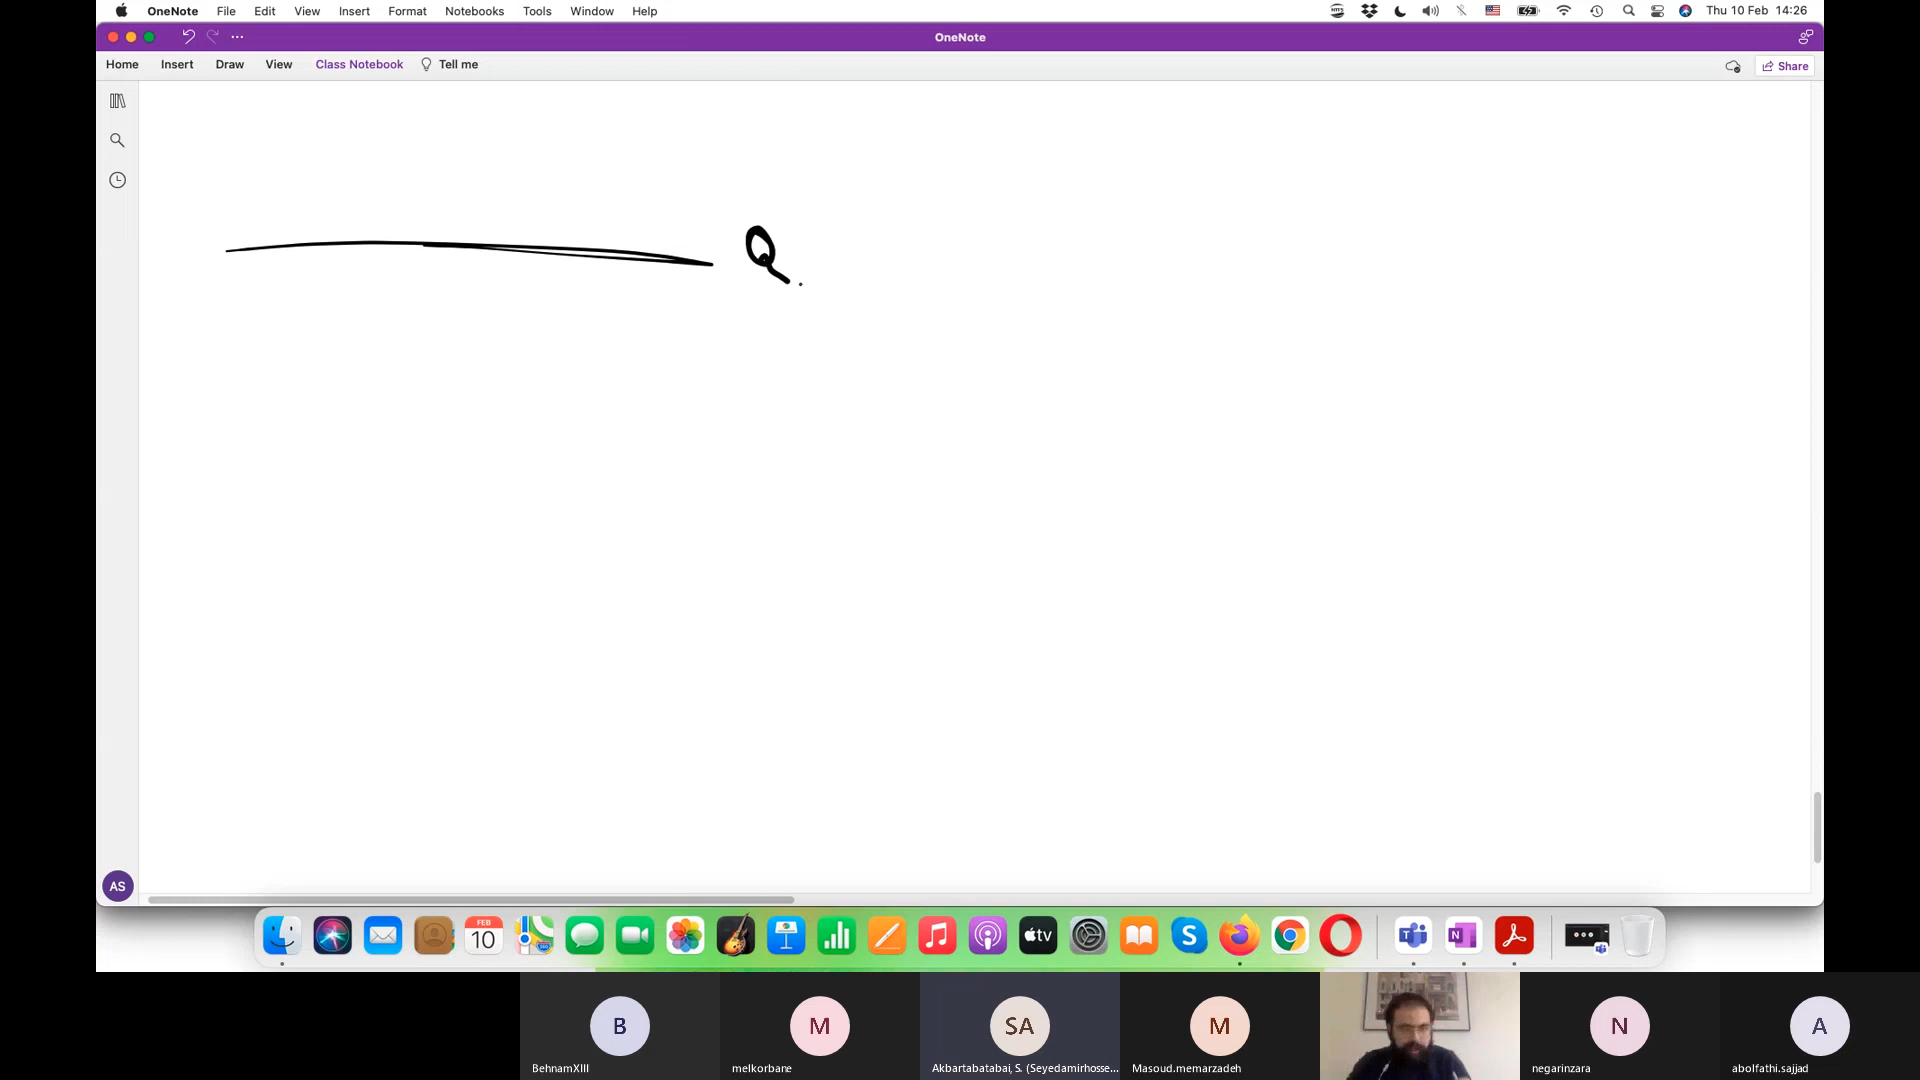 OneNote File Edit View Insert Format Notebooks Tools Window Help Thu 10 Feb 14:26
OneNote
Home Insert Draw View Class Notebook Tell me Share
Q
AS
FEB
10
tv
S
T
N
B M SA M N A
BehnamXIII melkorbane Akbartabatabai, S. (Seyedamirhosse... Masoud.memarzadeh negarinzara abolfathi.sajjad